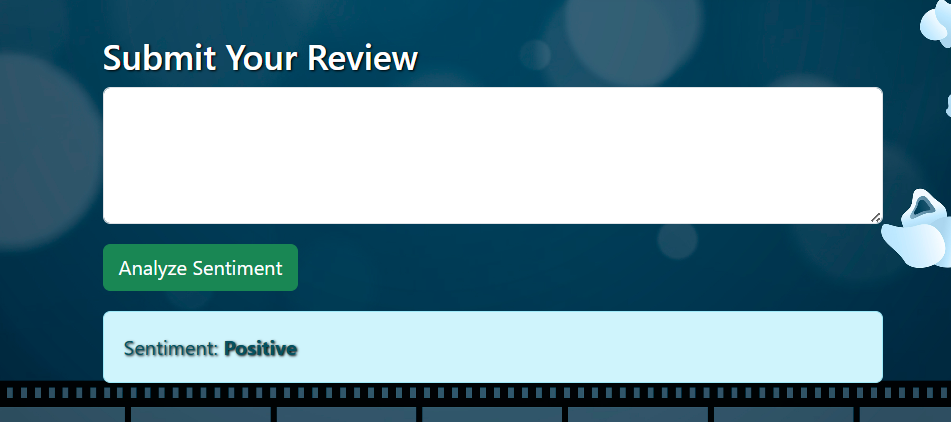 Submit Your Review
Analyze Sentiment
Sentiment: Positive